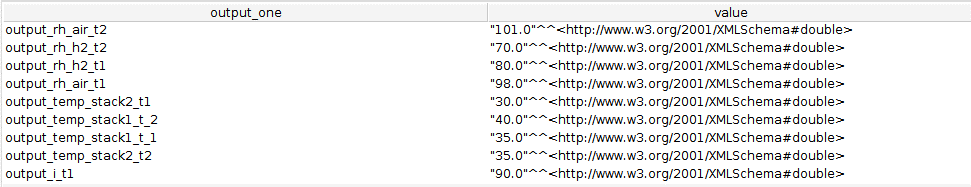 output_one value
output_rh_air_t2 "101.0"^^<http://www.w3.org/2001/XMLSchema#double>
output_rh_h2_t2 "70.0"^^<http://www.w3.org/2001/XMLSchema#double>
output_rh_h2_t1 "80.0"^^<http://www.w3.org/2001/XMLSchema#double>
output_rh_air_t1 "98.0"^^<http://www.w3.org/2001/XMLSchema#double>
output_temp_stack2_t1 "30.0"^^<http://www.w3.org/2001/XMLSchema#double>
output_temp_stack1_t_2 "40.0"^^<http://www.w3.org/2001/XMLSchema#double>
output_temp_stack1_t_1 "35.0"^^<http://www.w3.org/2001/XMLSchema#double>
output_temp_stack2_t2 "35.0"^^<http://www.w3.org/2001/XMLSchema#double>
output_i_t1 "90.0"^^<http://www.w3.org/2001/XMLSchema#double>